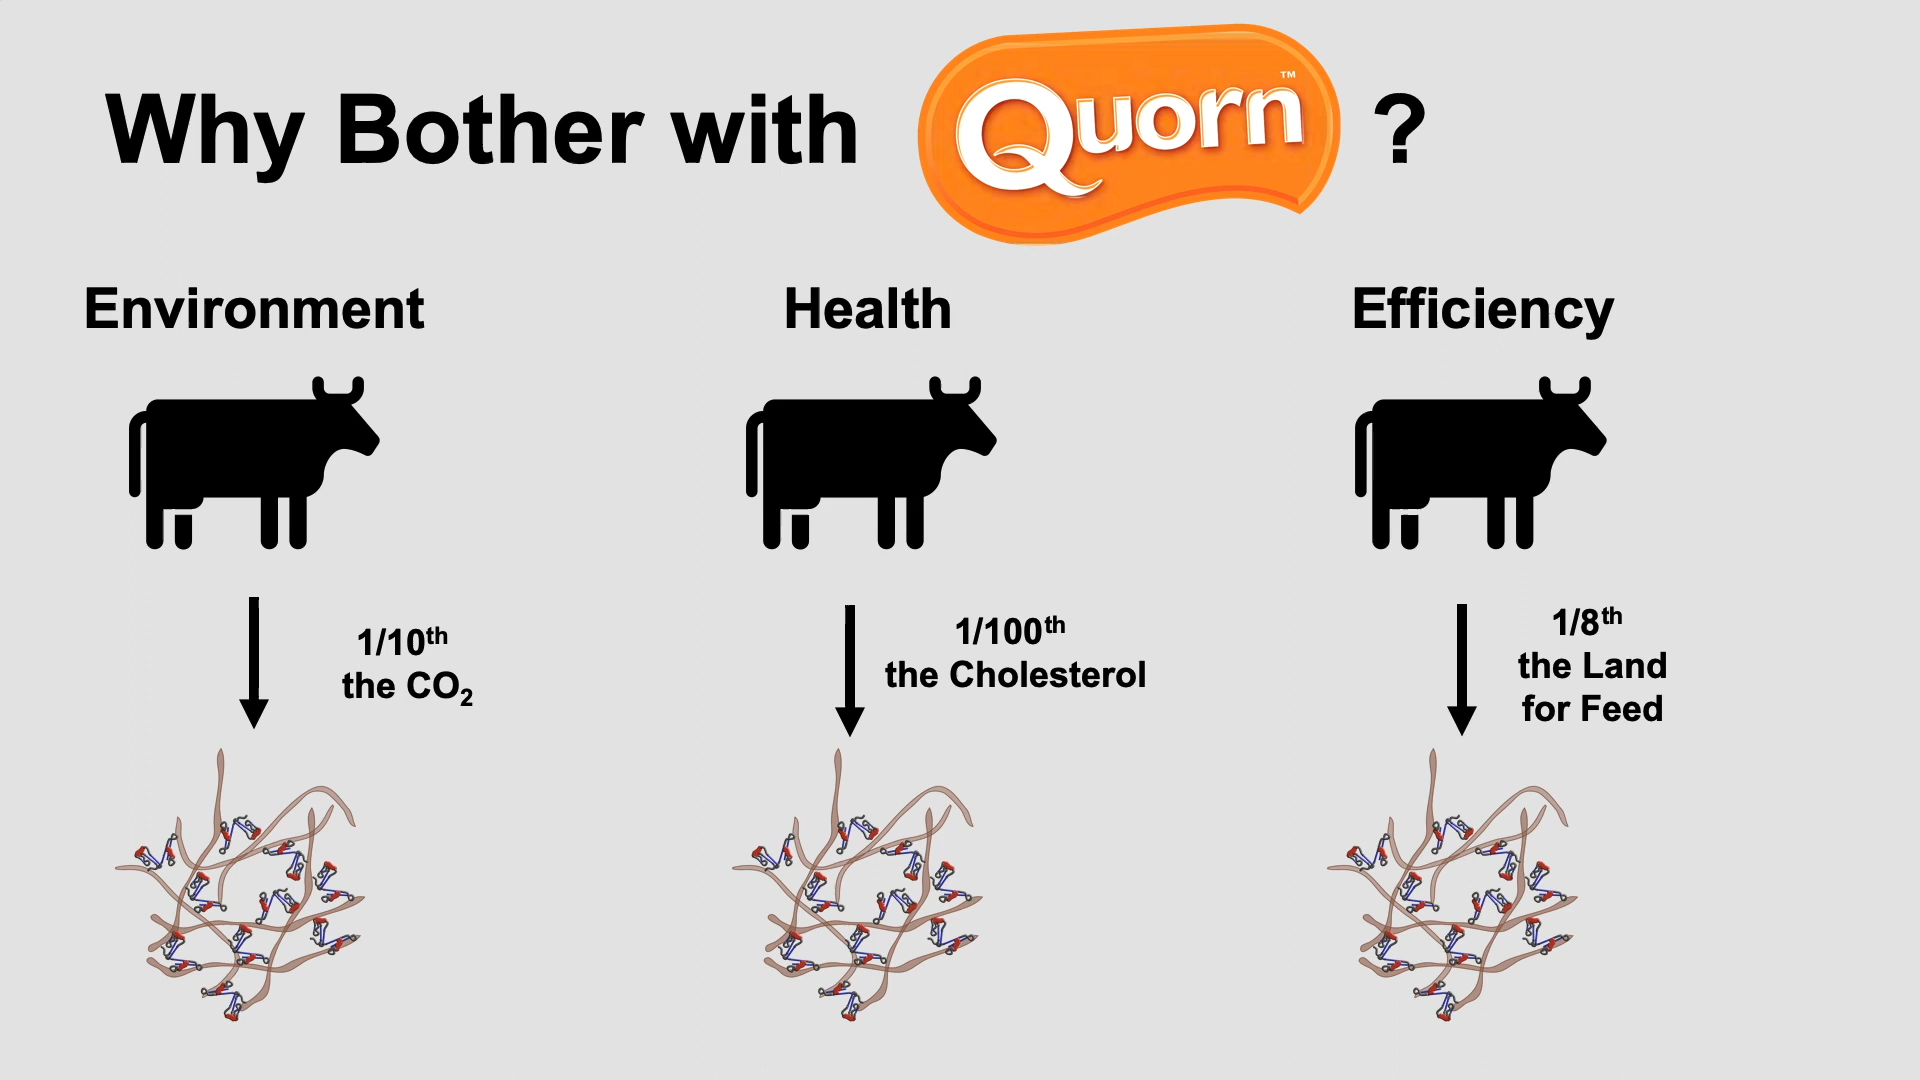 Why Bother with Quorn™ ?
Environment
Health
Efficiency
1/10th
the CO₂
1/100th
the Cholesterol
1/8th
the Land
for Feed